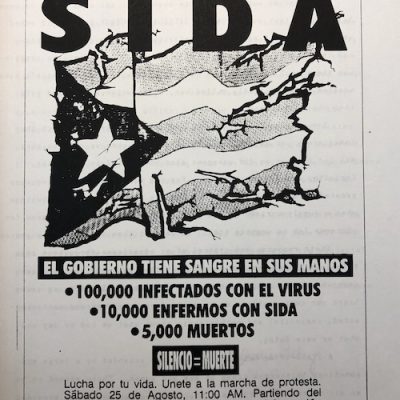 SIDA
EL GOBIERNO TIENE SANGRE EN SUS MANOS
•100,000 INFECTADOS CON EL VIRUS
•10,000 ENFERMOS CON SIDA
•5,000 MUERTOS
SILENCIO=MUERTE
Lucha por tu vida. Unete a la marcha de protesta.
Sábado 25 de Agosto, 11:00 AM. Partiendo del